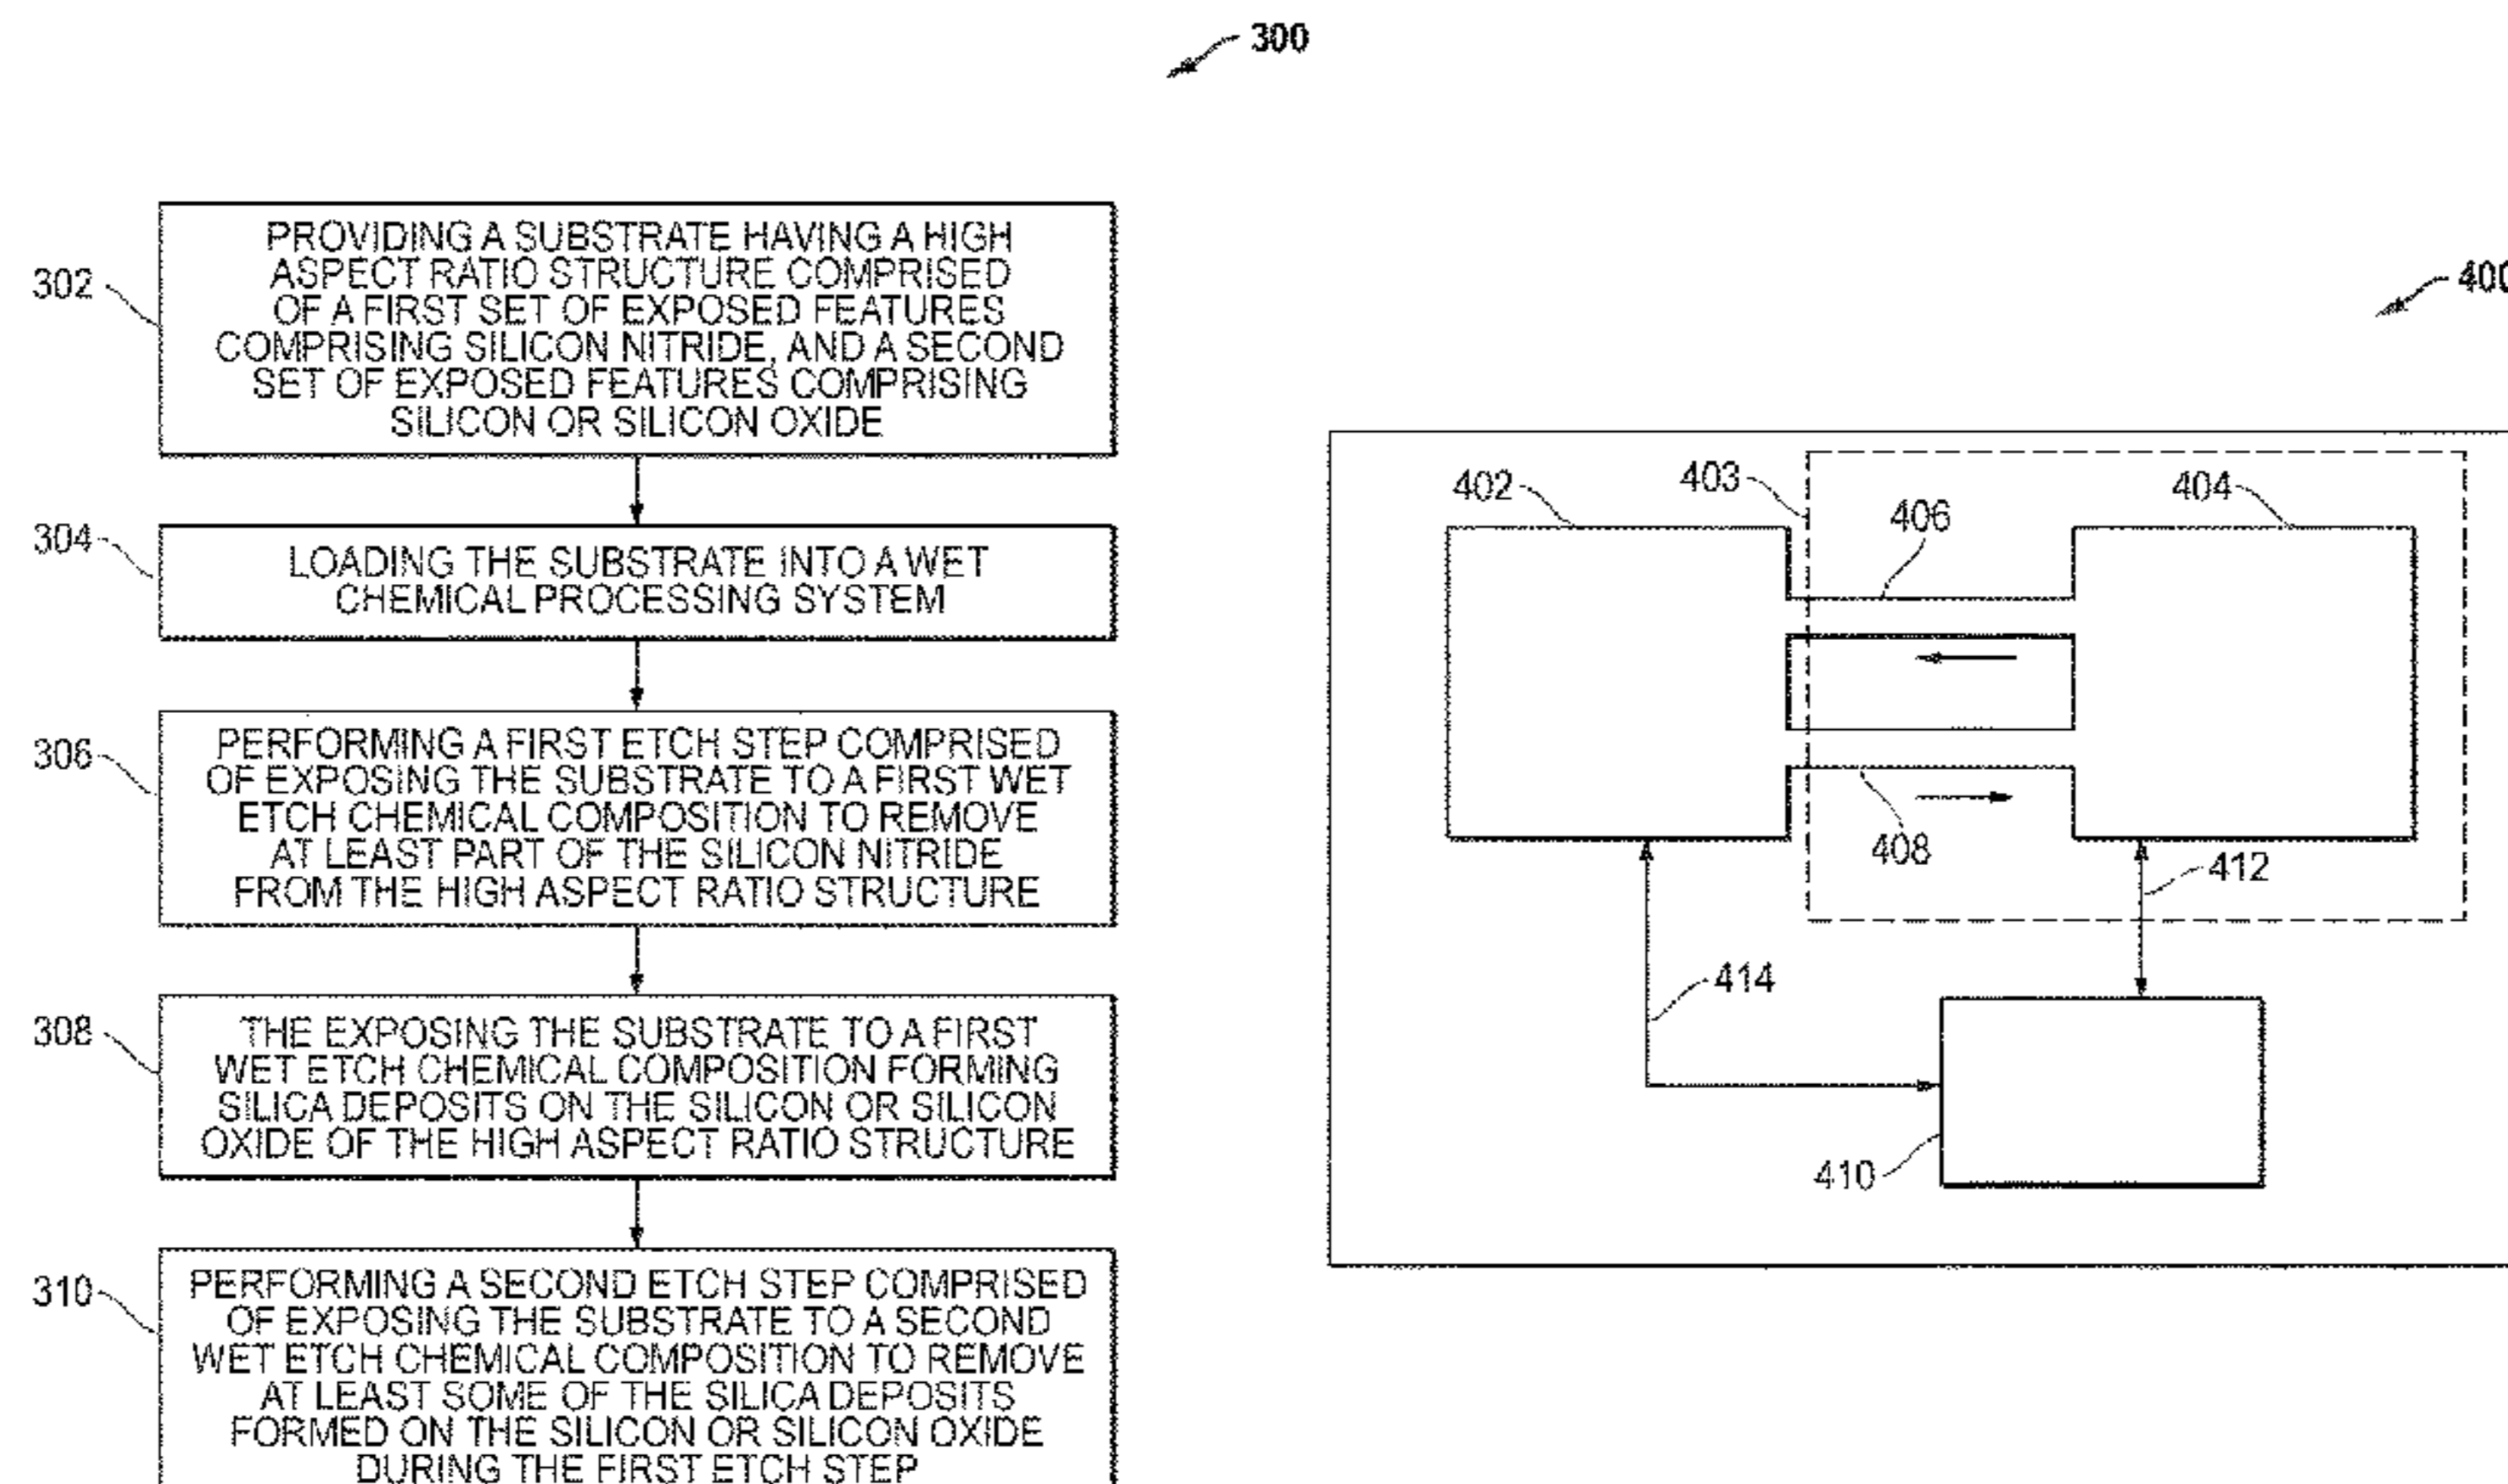 300
302
PROVIDING A SUBSTRATE HAVING A HIGH
ASPECT RATIO STRUCTURE COMPRISED
OF A FIRST SET OF EXPOSED FEATURES
COMPRISING SILICON NITRIDE, AND A SECOND
SET OF EXPOSED FEATURES COMPRISING
SILICON OR SILICON OXIDE
304
LOADING THE SUBSTRATE INTO A WET
CHEMICAL PROCESSING SYSTEM
306
PERFORMING A FIRST ETCH STEP COMPRISED
OF EXPOSING THE SUBSTRATE TO A FIRST WET
ETCH CHEMICAL COMPOSITION TO REMOVE
AT LEAST PART OF THE SILICON NITRIDE
FROM THE HIGH ASPECT RATIO STRUCTURE
308
THE EXPOSING THE SUBSTRATE TO A FIRST
WET ETCH CHEMICAL COMPOSITION FORMING
SILICA DEPOSITS ON THE SILICON OR SILICON
OXIDE OF THE HIGH ASPECT RATIO STRUCTURE
310
PERFORMING A SECOND ETCH STEP COMPRISED
OF EXPOSING THE SUBSTRATE TO A SECOND
WET ETCH CHEMICAL COMPOSITION TO REMOVE
AT LEAST SOME OF THE SILICA DEPOSITS
FORMED ON THE SILICON OR SILICON OXIDE
DURING THE FIRST ETCH STEP
400
402
403
404
406
408
412
414
410